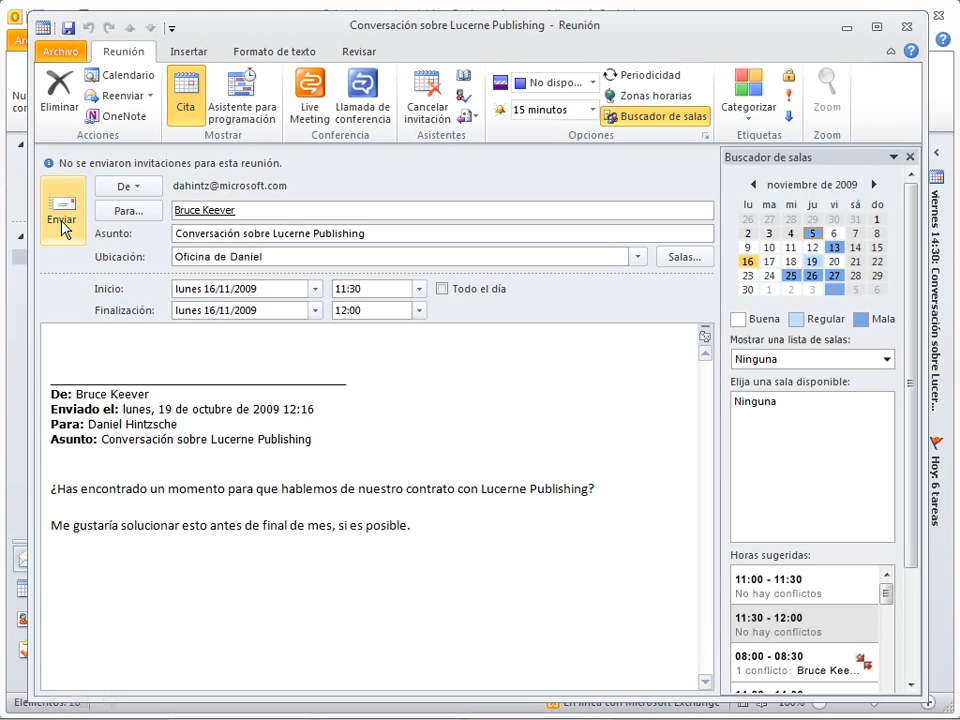 Conversación sobre Lucerne Publishing - Reunión
Archivo Reunión Insertar Formato de texto Revisar
Eliminar Calendario Reenviar OneNote
Acciones
Cita Asistente para programación
Mostrar
Live Meeting Llamada de conferencia
Conferencia
Cancelar invitación
Asistentes
No dispo... 15 minutos Periodicidad Zonas horarias Buscador de salas
Opciones
Categorizar
Etiquetas
Zoom
Zoom
No se enviaron invitaciones para esta reunión.
Enviar
De dahintz@microsoft.com
Para... Bruce Keever
Asunto: Conversación sobre Lucerne Publishing
Ubicación: Oficina de Daniel Salas...
Inicio: lunes 16/11/2009 11:30 Todo el día
Finalización: lunes 16/11/2009 12:00
De: Bruce Keever
Enviado el: lunes, 19 de octubre de 2009 12:16
Para: Daniel Hintzsche
Asunto: Conversación sobre Lucerne Publishing
¿Has encontrado un momento para que hablemos de nuestro contrato con Lucerne Publishing?
Me gustaría solucionar esto antes de final de mes, si es posible.
Buscador de salas
noviembre de 2009
lu ma mi ju vi sá do
26 27 28 29 30 31 1
2 3 4 5 6 7 8
9 10 11 12 13 14 15
16 17 18 19 20 21 22
23 24 25 26 27 28 29
30 1 2 3 4 5 6
Buena Regular Mala
Mostrar una lista de salas:
Ninguna
Elija una sala disponible:
Ninguna
Horas sugeridas:
11:00 - 11:30
No hay conflictos
11:30 - 12:00
No hay conflictos
08:00 - 08:30
1 conflicto: Bruce Kee...
viernes 14:30: Conversación sobre Lucer...
Hoy: 6 tareas
En línea con Microsoft Exchange
100%